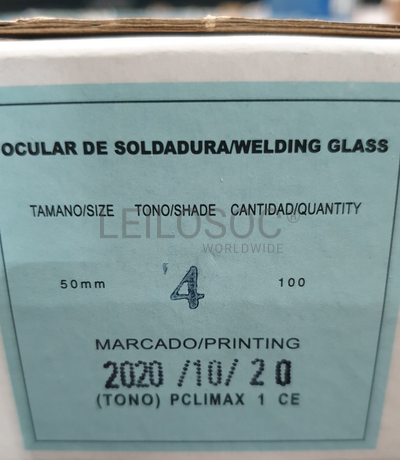 OCULAR DE SOLDADURA/WELDING GLASS
TAMANO/SIZE TONO/SHADE CANTIDAD/QUANTITY
LEILOSOC®
WORLDWIDE
50mm 4 100
MARCADO/PRINTING
2020/10/20
(TONO) PCLIMAX 1 CE